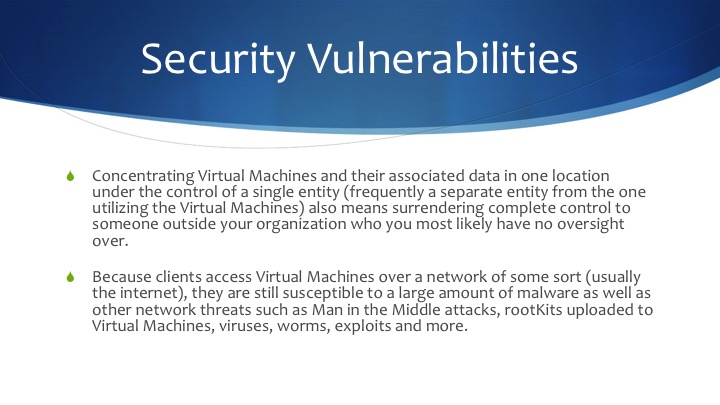 Security Vulnerabilities
Concentrating Virtual Machines and their associated data in one location
under the control of a single entity (frequently a separate entity from the one
utilizing the Virtual Machines) also means surrendering complete control to
someone outside your organization who you most likely have no oversight
over.
Because clients access Virtual Machines over a network of some sort (usually
the internet), they are still susceptible to a large amount of malware as well as
other network threats such as Man in the Middle attacks, rootKits uploaded to
Virtual Machines, viruses, worms, exploits and more.